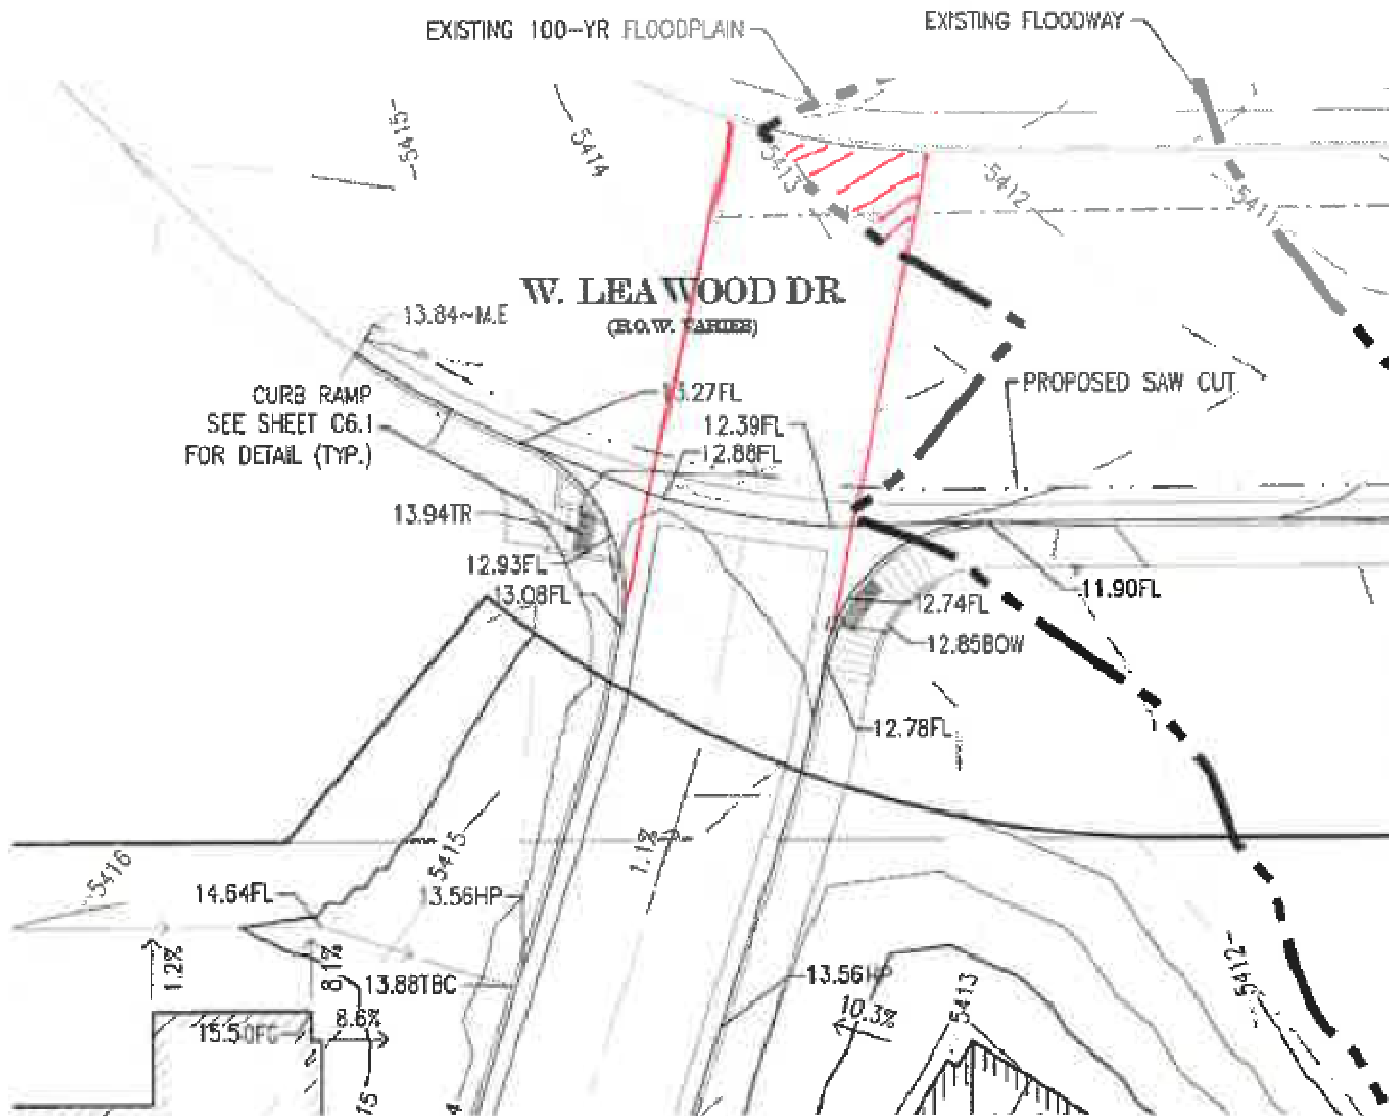 EXISTING 100-YR FLOODPLAIN
EXISTING FLOODWAY
5415
5414
5413
5412
5411
W. LEAWOOD DR.
(R.O.W. VARIES)
13.84~M.E
CURB RAMP
SEE SHEET C6.1
FOR DETAIL (TYP.)
.27FL
PROPOSED SAW CUT
12.39FL
12.88FL
13.94TR
12.93FL
13.08FL
12.74FL
11.90FL
12.85BOW
12.78FL
5416
5415
1.1%
14.64FL
13.56HP
1.2%
8.1%
13.88TBC
13.56HP
5413
5412
10.3%
8.6%
15
4